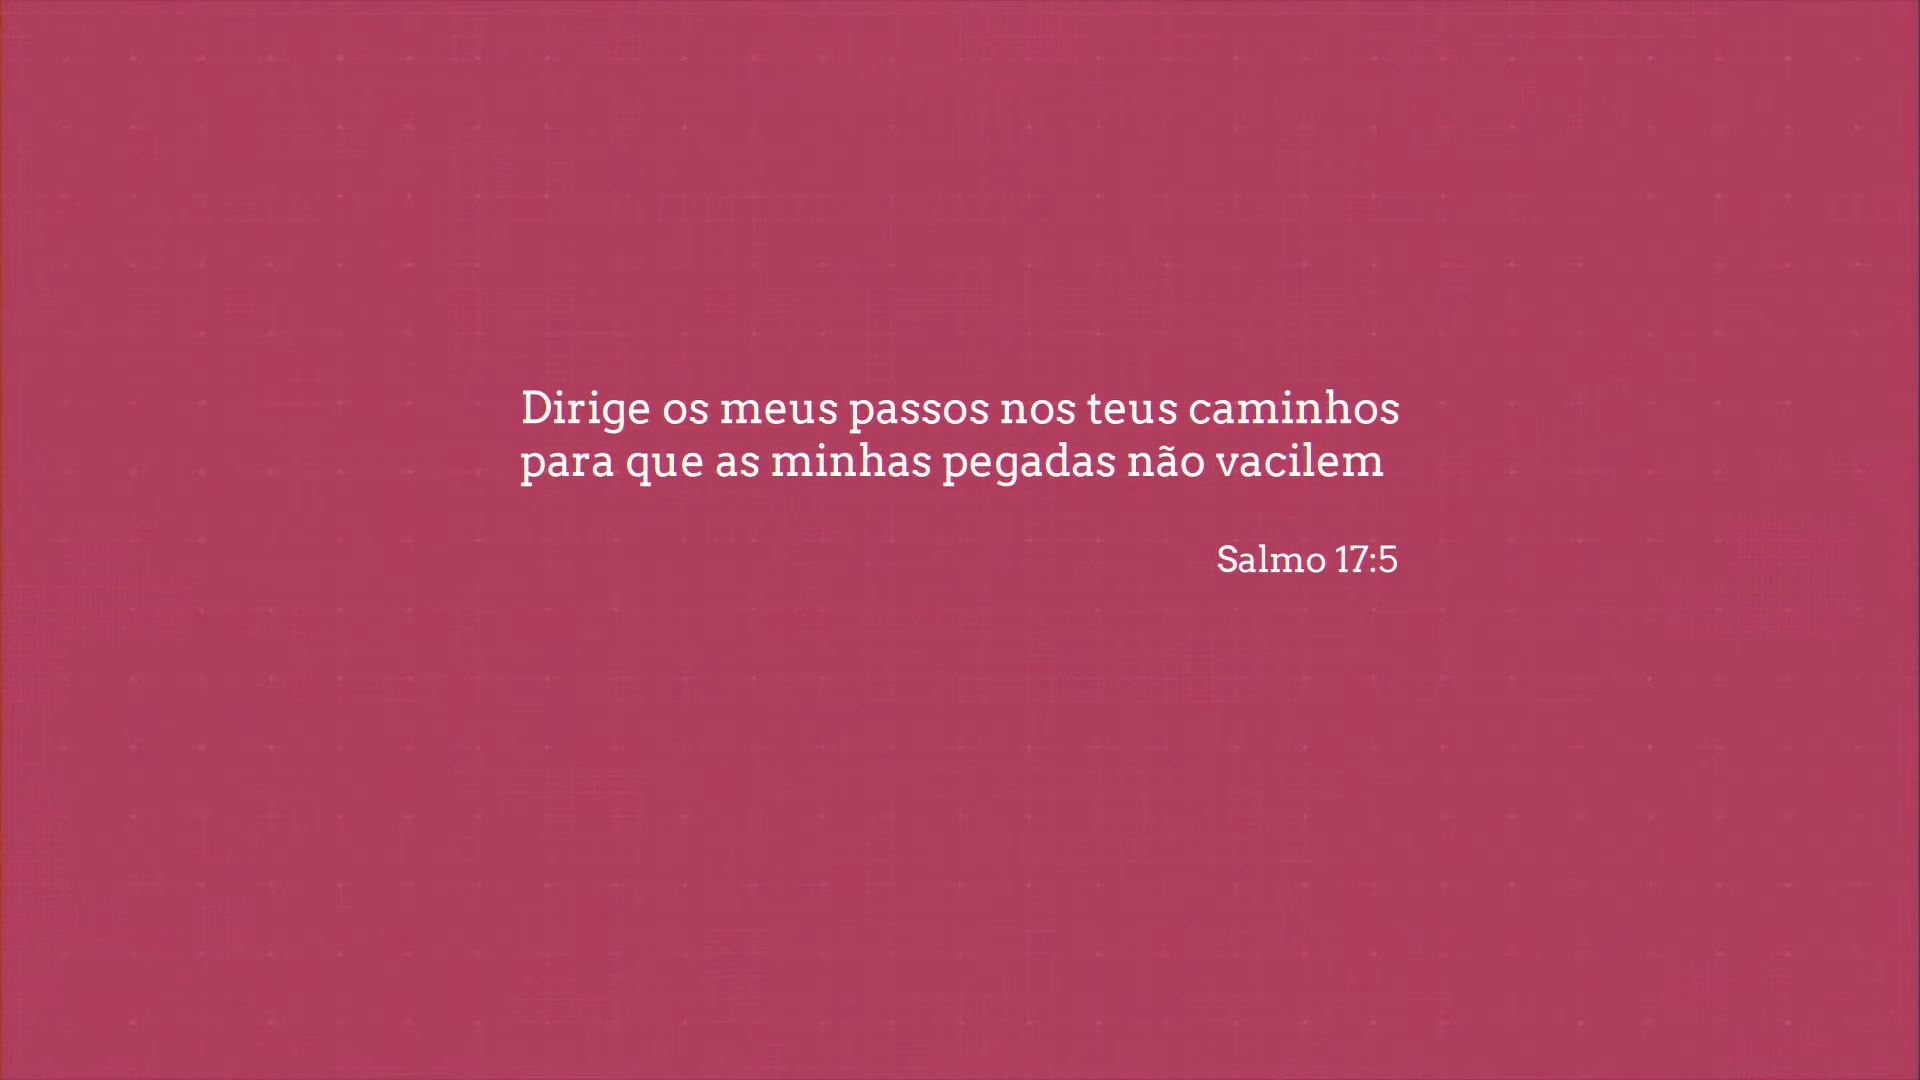 Dirige os meus passos nos teus caminhos
para que as minhas pegadas não vacilem
Salmo 17:5